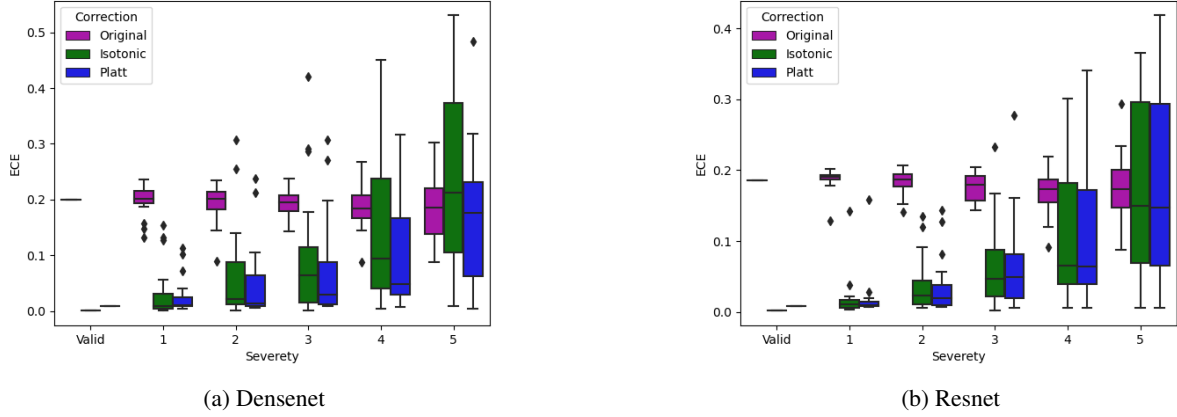 Correction
Original
Isotonic
Platt
ECE
0.5
0.4
0.3
0.2
0.1
0.0
Valid 1 2 3 4 5
Severety
(a) Densenet
Correction
Original
Isotonic
Platt
ECE
0.4
0.3
0.2
0.1
0.0
Valid 1 2 3 4 5
Severety
(b) Resnet